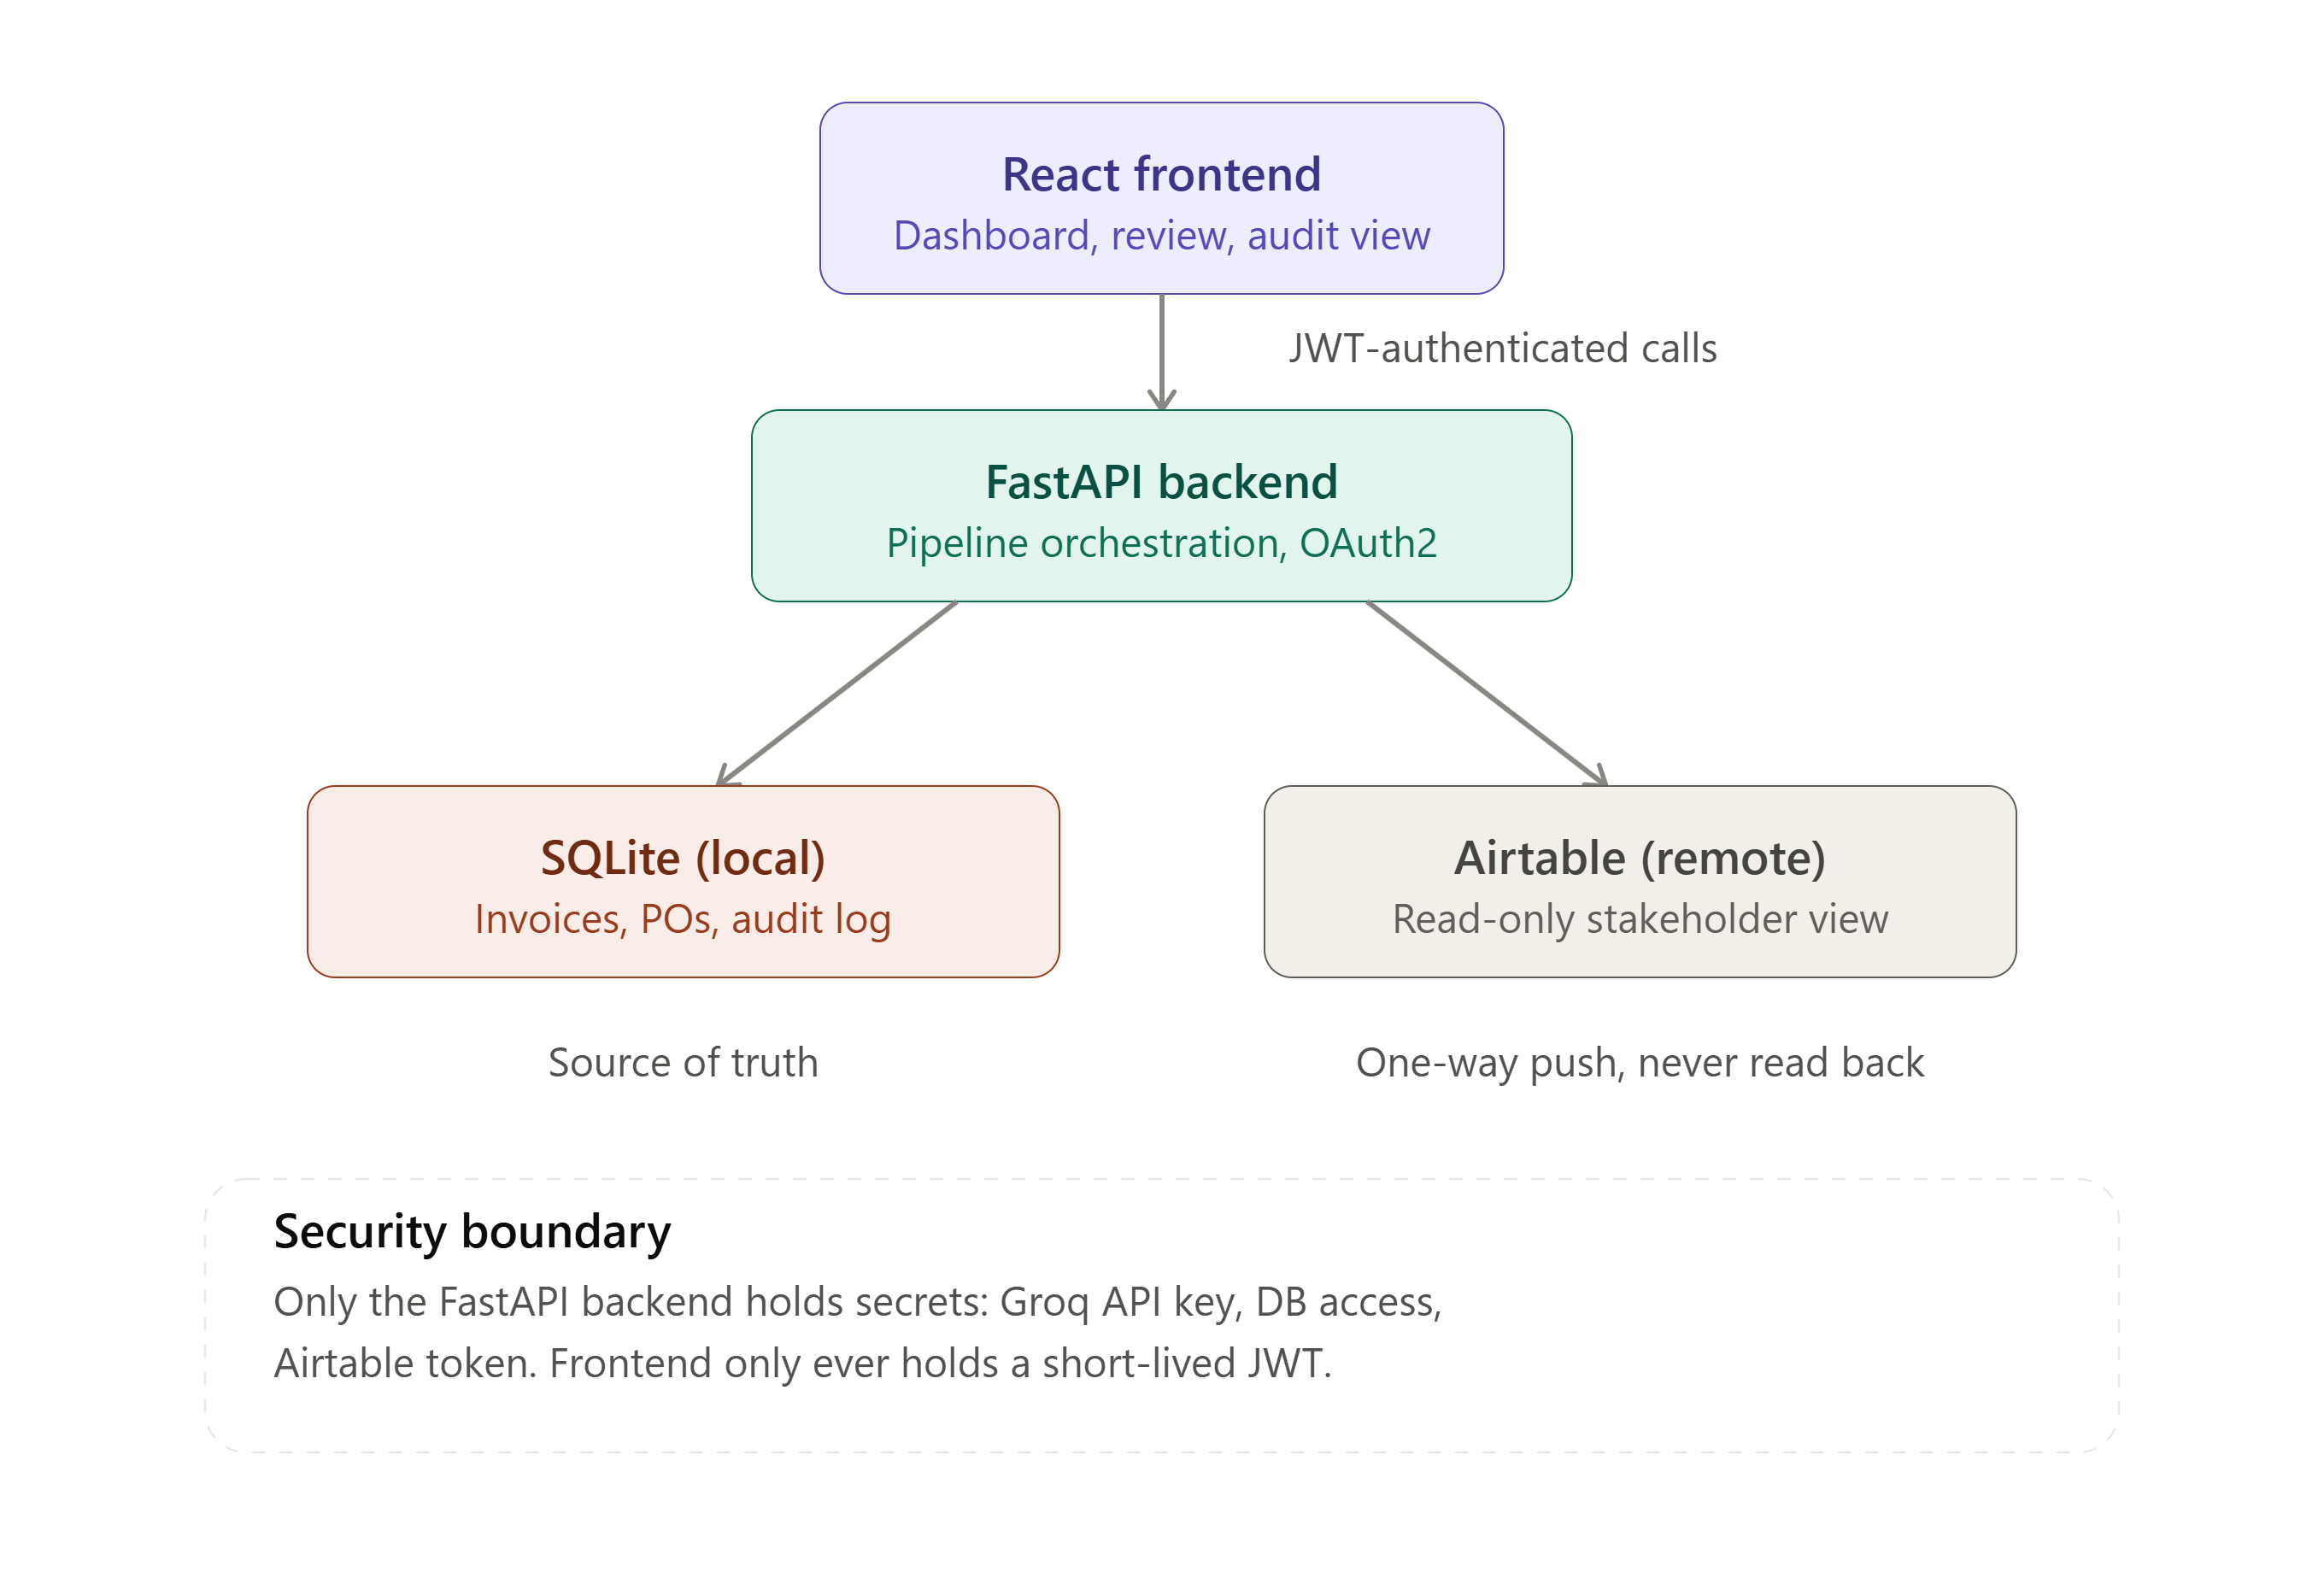 React frontend
Dashboard, review, audit view
JWT-authenticated calls
FastAPI backend
Pipeline orchestration, OAuth2
SQLite (local)
Invoices, POs, audit log
Airtable (remote)
Read-only stakeholder view
Source of truth
One-way push, never read back
Security boundary
Only the FastAPI backend holds secrets: Groq API key, DB access,
Airtable token. Frontend only ever holds a short-lived JWT.